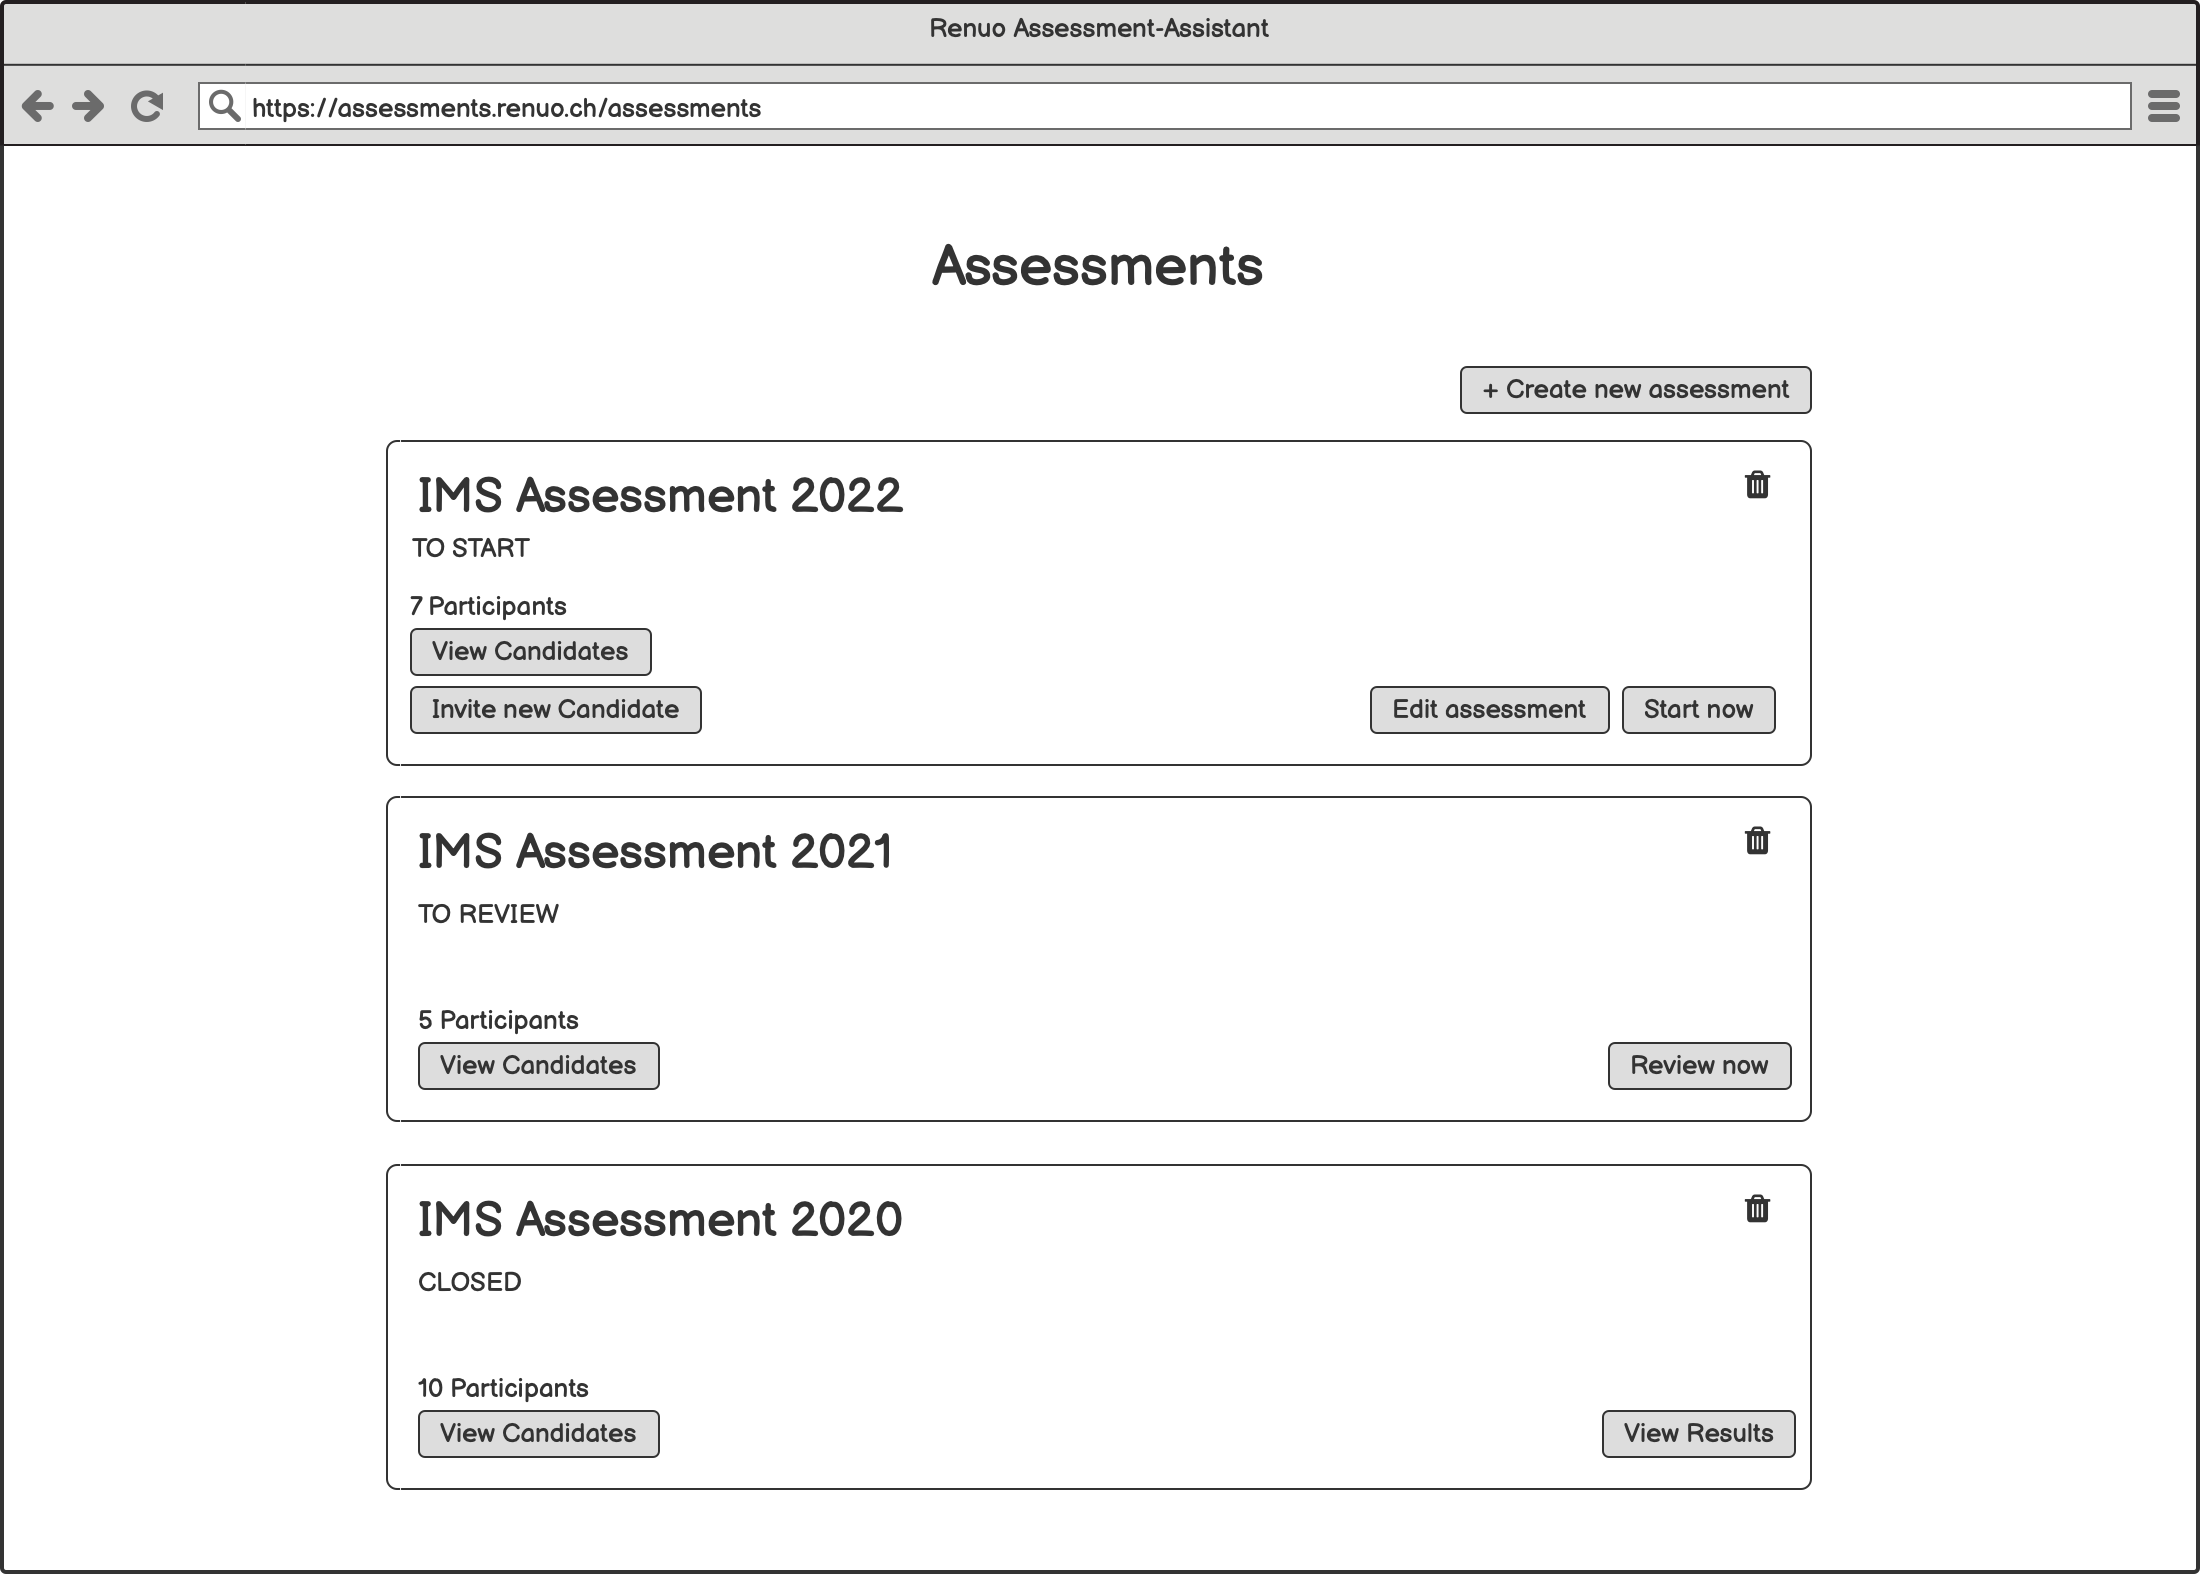 Renuo Assessment-Assistant
https://assessments.renuo.ch/assessments
Assessments
+ Create new assessment
IMS Assessment 2022
TO START
7 Participants
View Candidates
Invite new Candidate
Edit assessment
Start now
IMS Assessment 2021
TO REVIEW
5 Participants
View Candidates
Review now
IMS Assessment 2020
CLOSED
10 Participants
View Candidates
View Results